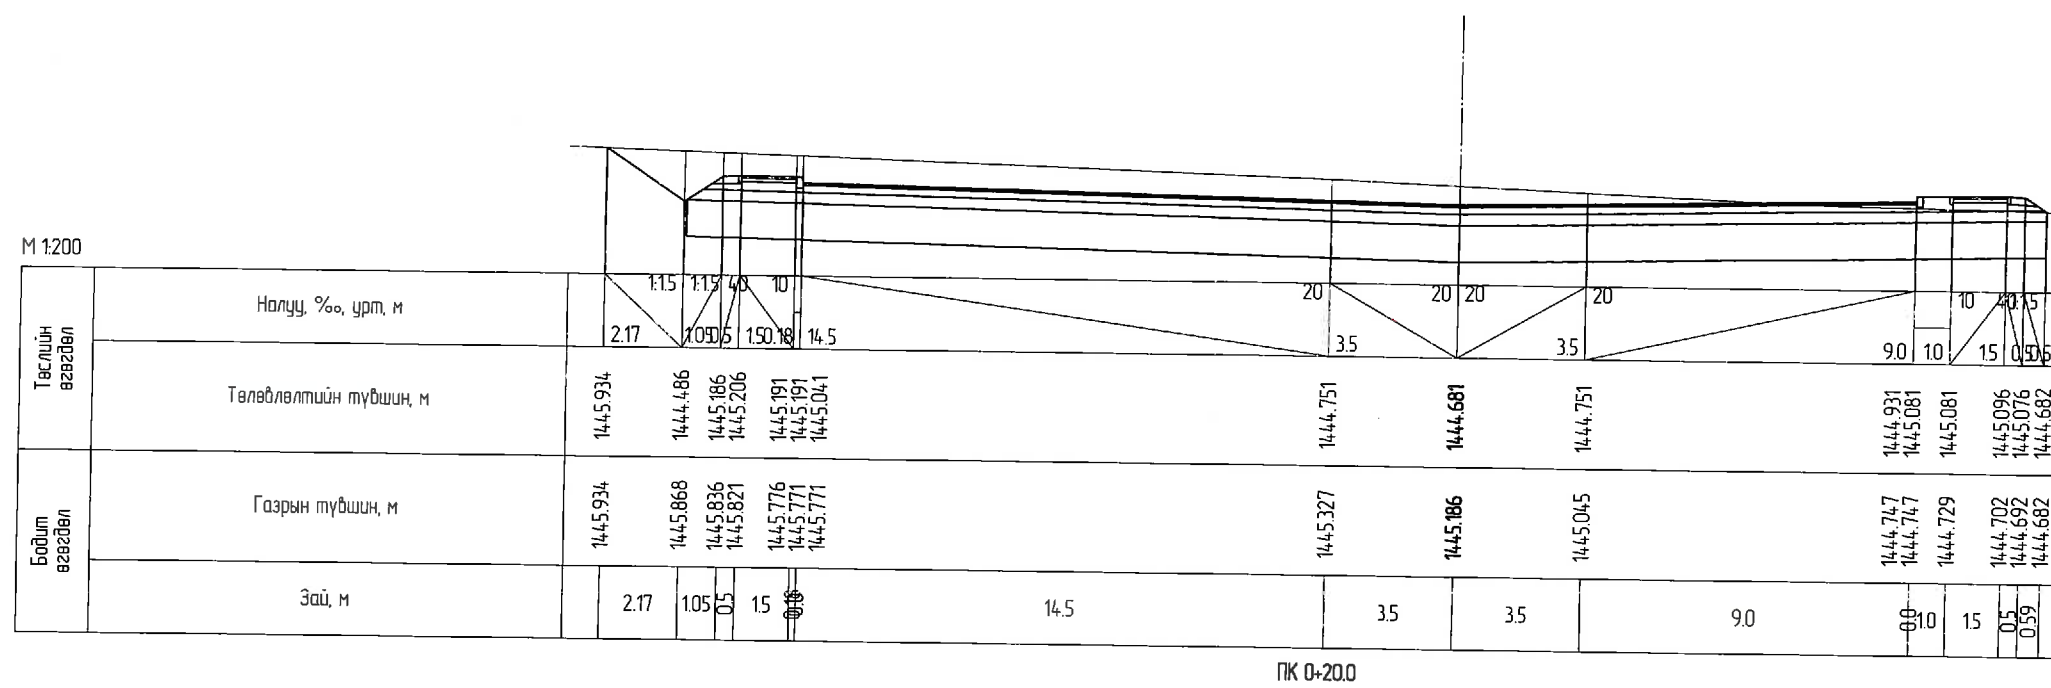 М 1:200
Төслийн өгөгдөл
Налуу, ‰, урт, м
1:1.5 1:1.5 40 10 20 20 20 20 10 40 1:1.5
2.17 1.05 0.5 1.5 0.18 14.5 3.5 3.5 9.0 1.0 1.5 0.5 0.5
Төлөвлөлтийн түвшин, м
1445.934 1444.486 1445.186 1445.206 1445.191 1445.191 1445.041 1444.751 1444.681 1444.751 1444.931 1445.081 1445.081 1445.096 1445.076 1444.682
Бодит өгөгдөл
Газрын түвшин, м
1445.934 1445.868 1445.836 1445.821 1445.776 1445.771 1445.771 1445.327 1445.186 1445.045 1444.747 1444.747 1444.729 1444.702 1444.692 1444.682
Зай, м
2.17 1.05 0.5 1.5 14.5 3.5 3.5 9.0 0.0 1.0 1.5 0.5 0.59
ПК 0+20.0